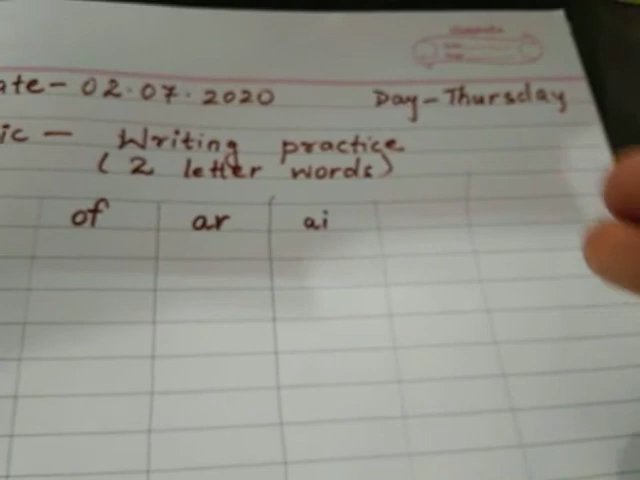 ate - 02.07.2020 Day - Thursday
ic - Writing practice
(2 letter words)
of ar ai